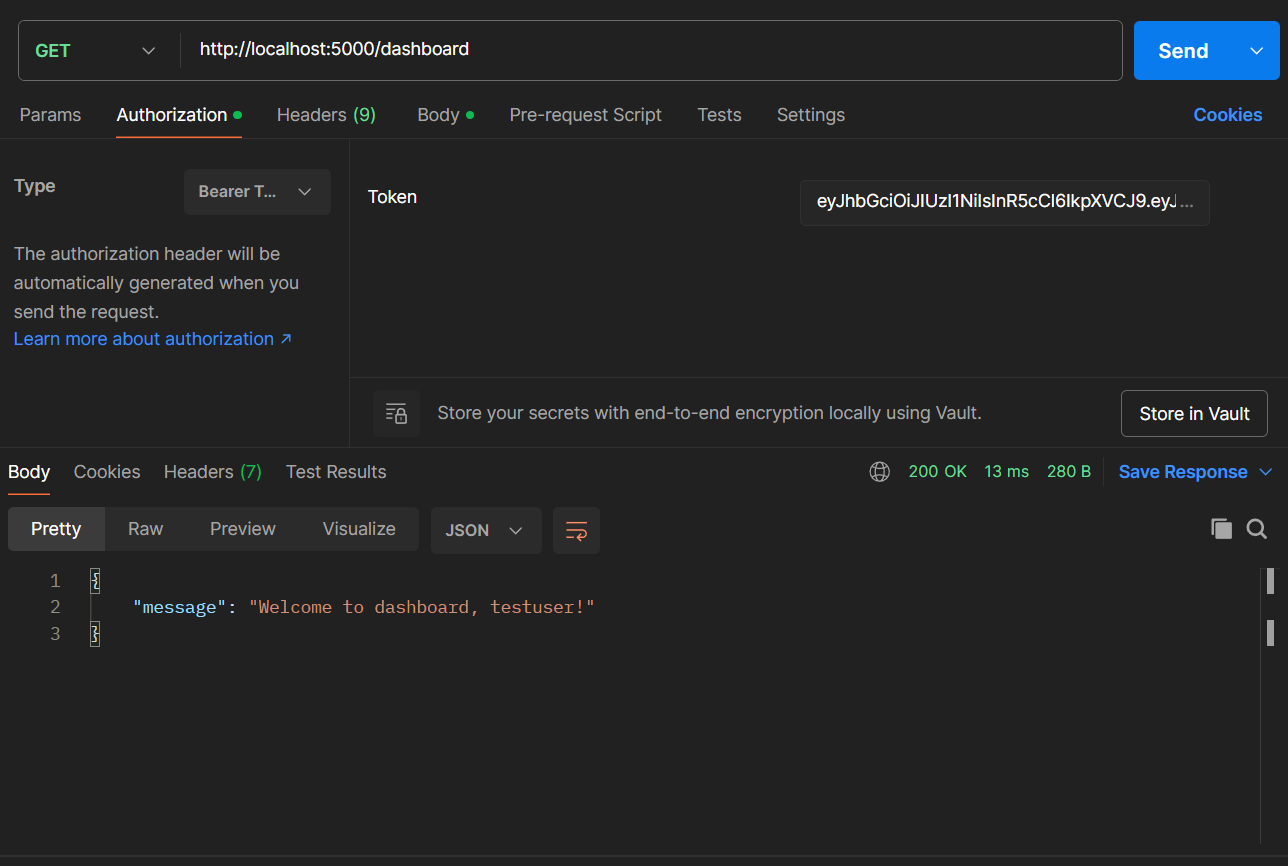 GET http://localhost:5000/dashboard Send
Params Authorization Headers (9) Body Pre-request Script Tests Settings Cookies
Type Bearer T...
Token eyJhbGciOiJIUzI1NiIsInR5cCI6IkpXVCJ9.eyJ...
The authorization header will be
automatically generated when you
send the request.
Learn more about authorization ↗
Store your secrets with end-to-end encryption locally using Vault. Store in Vault
Body Cookies Headers (7) Test Results 200 OK 13 ms 280 B Save Response
Pretty Raw Preview Visualize JSON
1 {
2 "message": "Welcome to dashboard, testuser!"
3 }